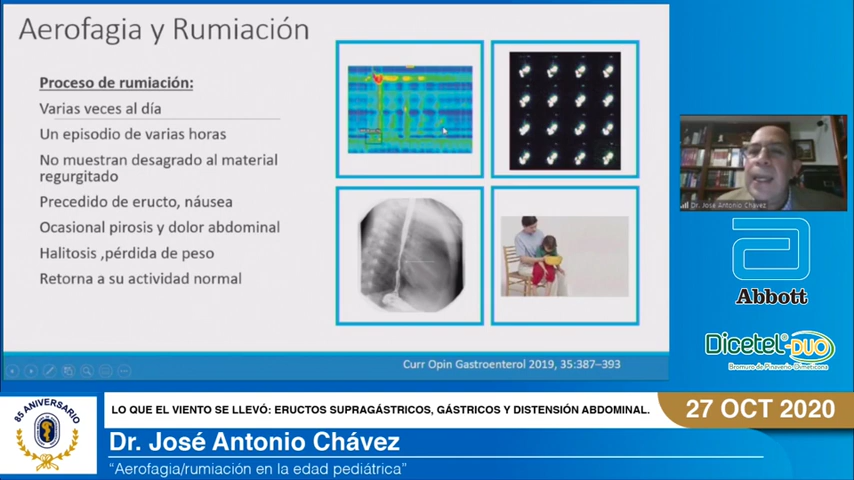 Aerofagia y Rumiación
Proceso de rumiación:
Varias veces al día
Un episodio de varias horas
No muestran desagrado al material
regurgitado
Precedido de eructo, náusea
Ocasional pirosis y dolor abdominal
Halitosis ,pérdida de peso
Retorna a su actividad normal
Curr Opin Gastroenterol 2019, 35:387–393
Dr. José Antonio Chávez
Abbott
Dicetel®-DUO
Bromuro de Pinaverio-Dimeticona
85 ANIVERSARIO
LO QUE EL VIENTO SE LLEVÓ: ERUCTOS SUPRAGÁSTRICOS, GÁSTRICOS Y DISTENSIÓN ABDOMINAL.
27 OCT 2020
Dr. José Antonio Chávez
“Aerofagia/rumiación en la edad pediátrica”